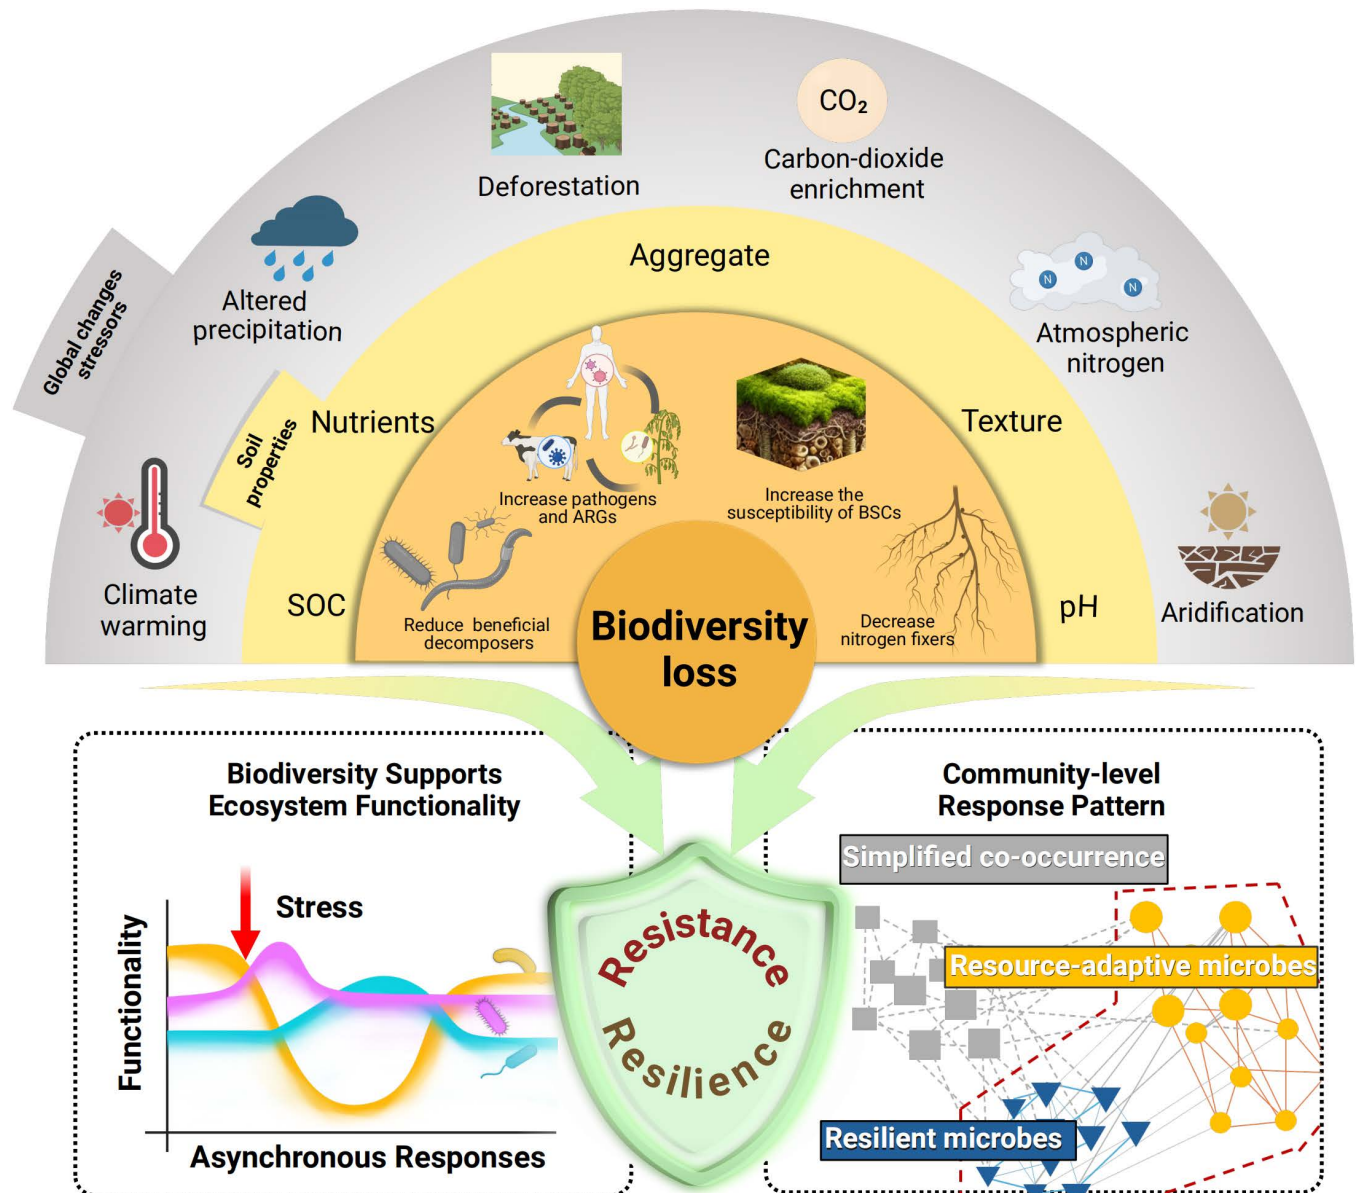 CO₂
Deforestation
Carbon-dioxide
enrichment
Altered
precipitation
Aggregate
N
N
N
Atmospheric
nitrogen
Global changes
stressors
Soil
properties
Nutrients
Texture
Increase pathogens
and ARGs
Increase the
susceptibility of BSCs
Climate
warming
SOC
Reduce beneficial
decomposers
Biodiversity
loss
Decrease
nitrogen fixers
pH
Aridification
Biodiversity Supports
Ecosystem Functionality
Stress
Functionality
Asynchronous Responses
Resistance
Resilience
Community-level
Response Pattern
Simplified co-occurrence
Resource-adaptive microbes
Resilient microbes